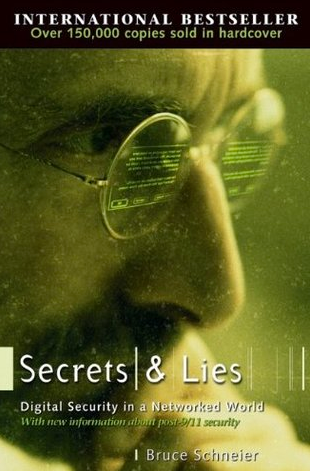 INTERNATIONAL BESTSELLER
Over 150,000 copies sold in hardcover
Secrets & Lies
Digital Security in a Networked World
With new information about post-9/11 security
Bruce Schneier